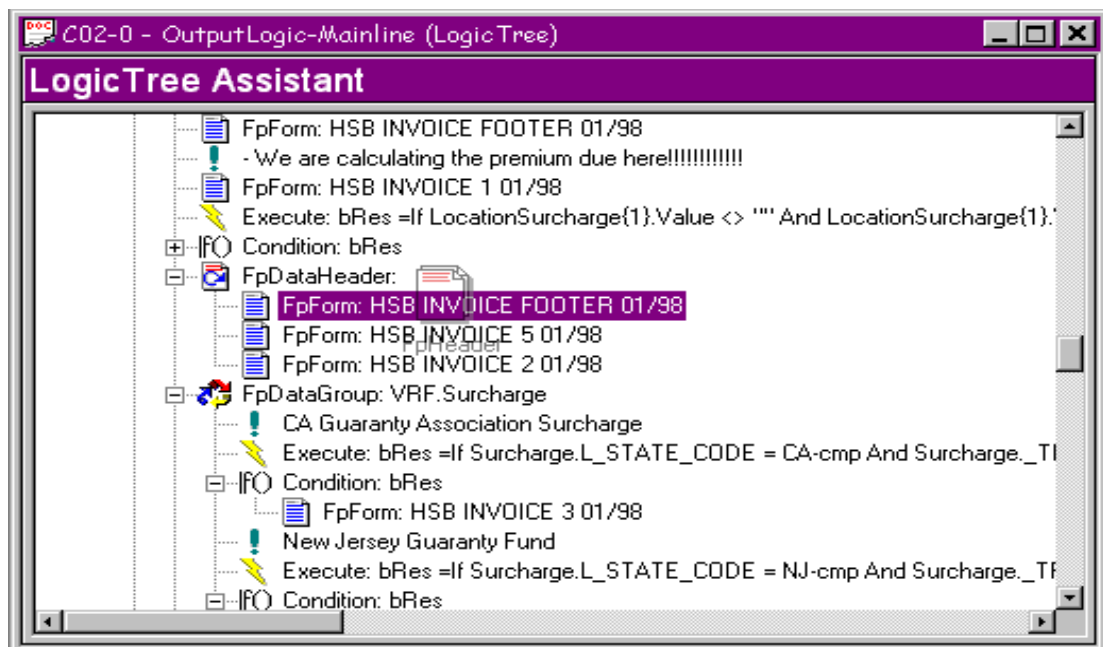 DOC C02-0 - OutputLogic-Mainline (LogicTree)
LogicTree Assistant
FpForm: HSB INVOICE FOOTER 01/98
- We are calculating the premium due here!!!!!!!!!!!!
FpForm: HSB INVOICE 1 01/98
Execute: bRes =If LocationSurcharge{1}.Value <> "" And LocationSurcharge{1}.
If() Condition: bRes
FpDataHeader:
FpForm: HSB INVOICE FOOTER 01/98
FpForm: HSB INVOICE 5 01/98
FpHeader
FpForm: HSB INVOICE 2 01/98
FpDataGroup: VRF.Surcharge
CA Guaranty Association Surcharge
Execute: bRes =If Surcharge.L_STATE_CODE = CA-cmp And Surcharge._
If() Condition: bRes
FpForm: HSB INVOICE 3 01/98
New Jersey Guaranty Fund
Execute: bRes =If Surcharge.L_STATE_CODE = NJ-cmp And Surcharge._
If() Condition: bRes